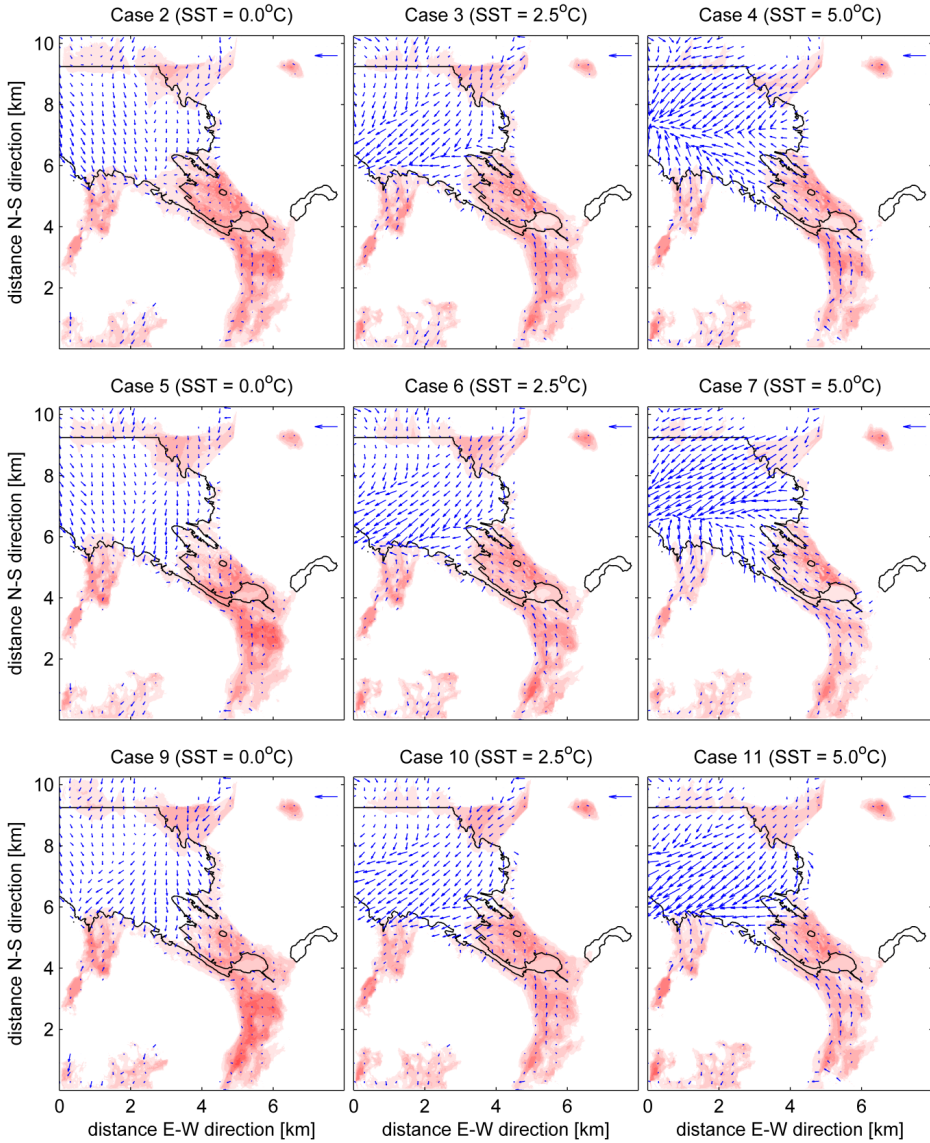 Case 2 (SST = 0.0°C)
Case 3 (SST = 2.5°C)
Case 4 (SST = 5.0°C)
distance N-S direction [km]
10
8
6
4
2
Case 5 (SST = 0.0°C)
Case 6 (SST = 2.5°C)
Case 7 (SST = 5.0°C)
distance N-S direction [km]
10
8
6
4
2
Case 9 (SST = 0.0°C)
Case 10 (SST = 2.5°C)
Case 11 (SST = 5.0°C)
distance N-S direction [km]
10
8
6
4
2
0 2 4 6
0 2 4 6
0 2 4 6
distance E-W direction [km]
distance E-W direction [km]
distance E-W direction [km]